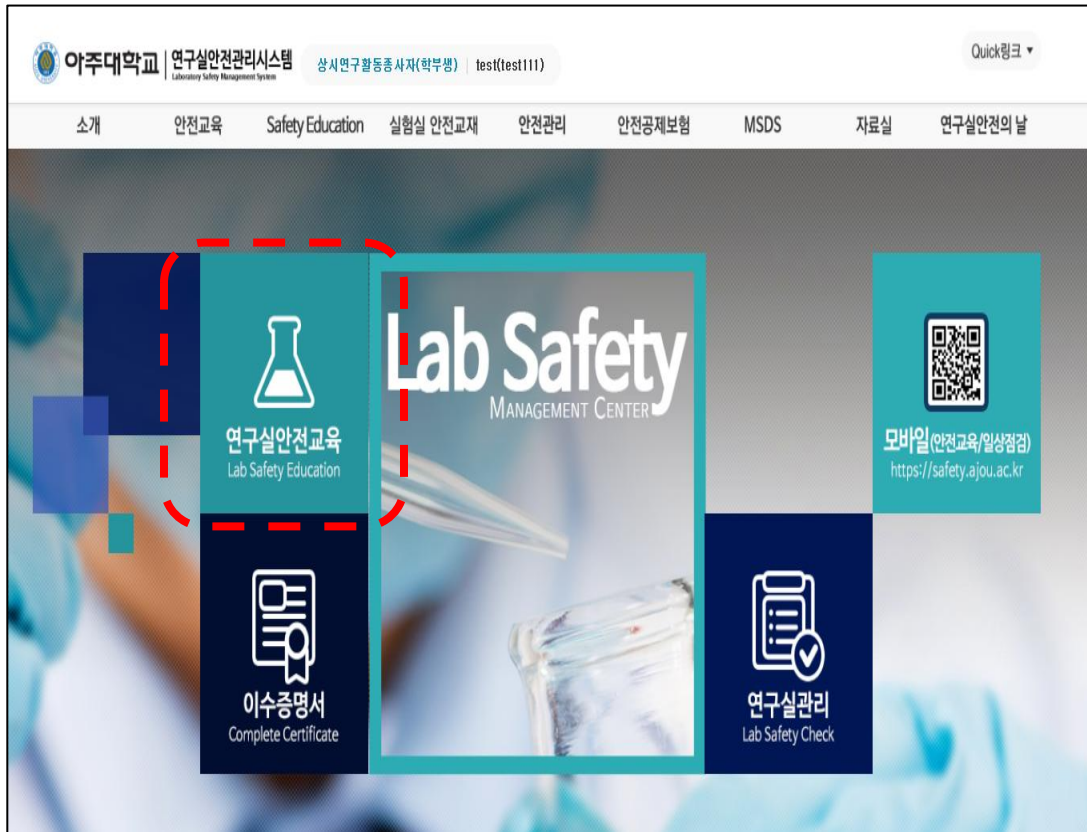 아주대학교 연구실안전관리시스템 상시연구활동종사자(학부생) test(test111) Quick링크 ▼
Laboratory Safety Management System
소개 안전교육 Safety Education 실험실 안전교재 안전관리 안전공제보험 MSDS 자료실 연구실안전의 날
연구실안전교육
Lab Safety Education
Lab Safety
MANAGEMENT CENTER
모바일(안전교육/일상점검)
https://safety.ajou.ac.kr
이수증명서
Complete Certificate
연구실관리
Lab Safety Check